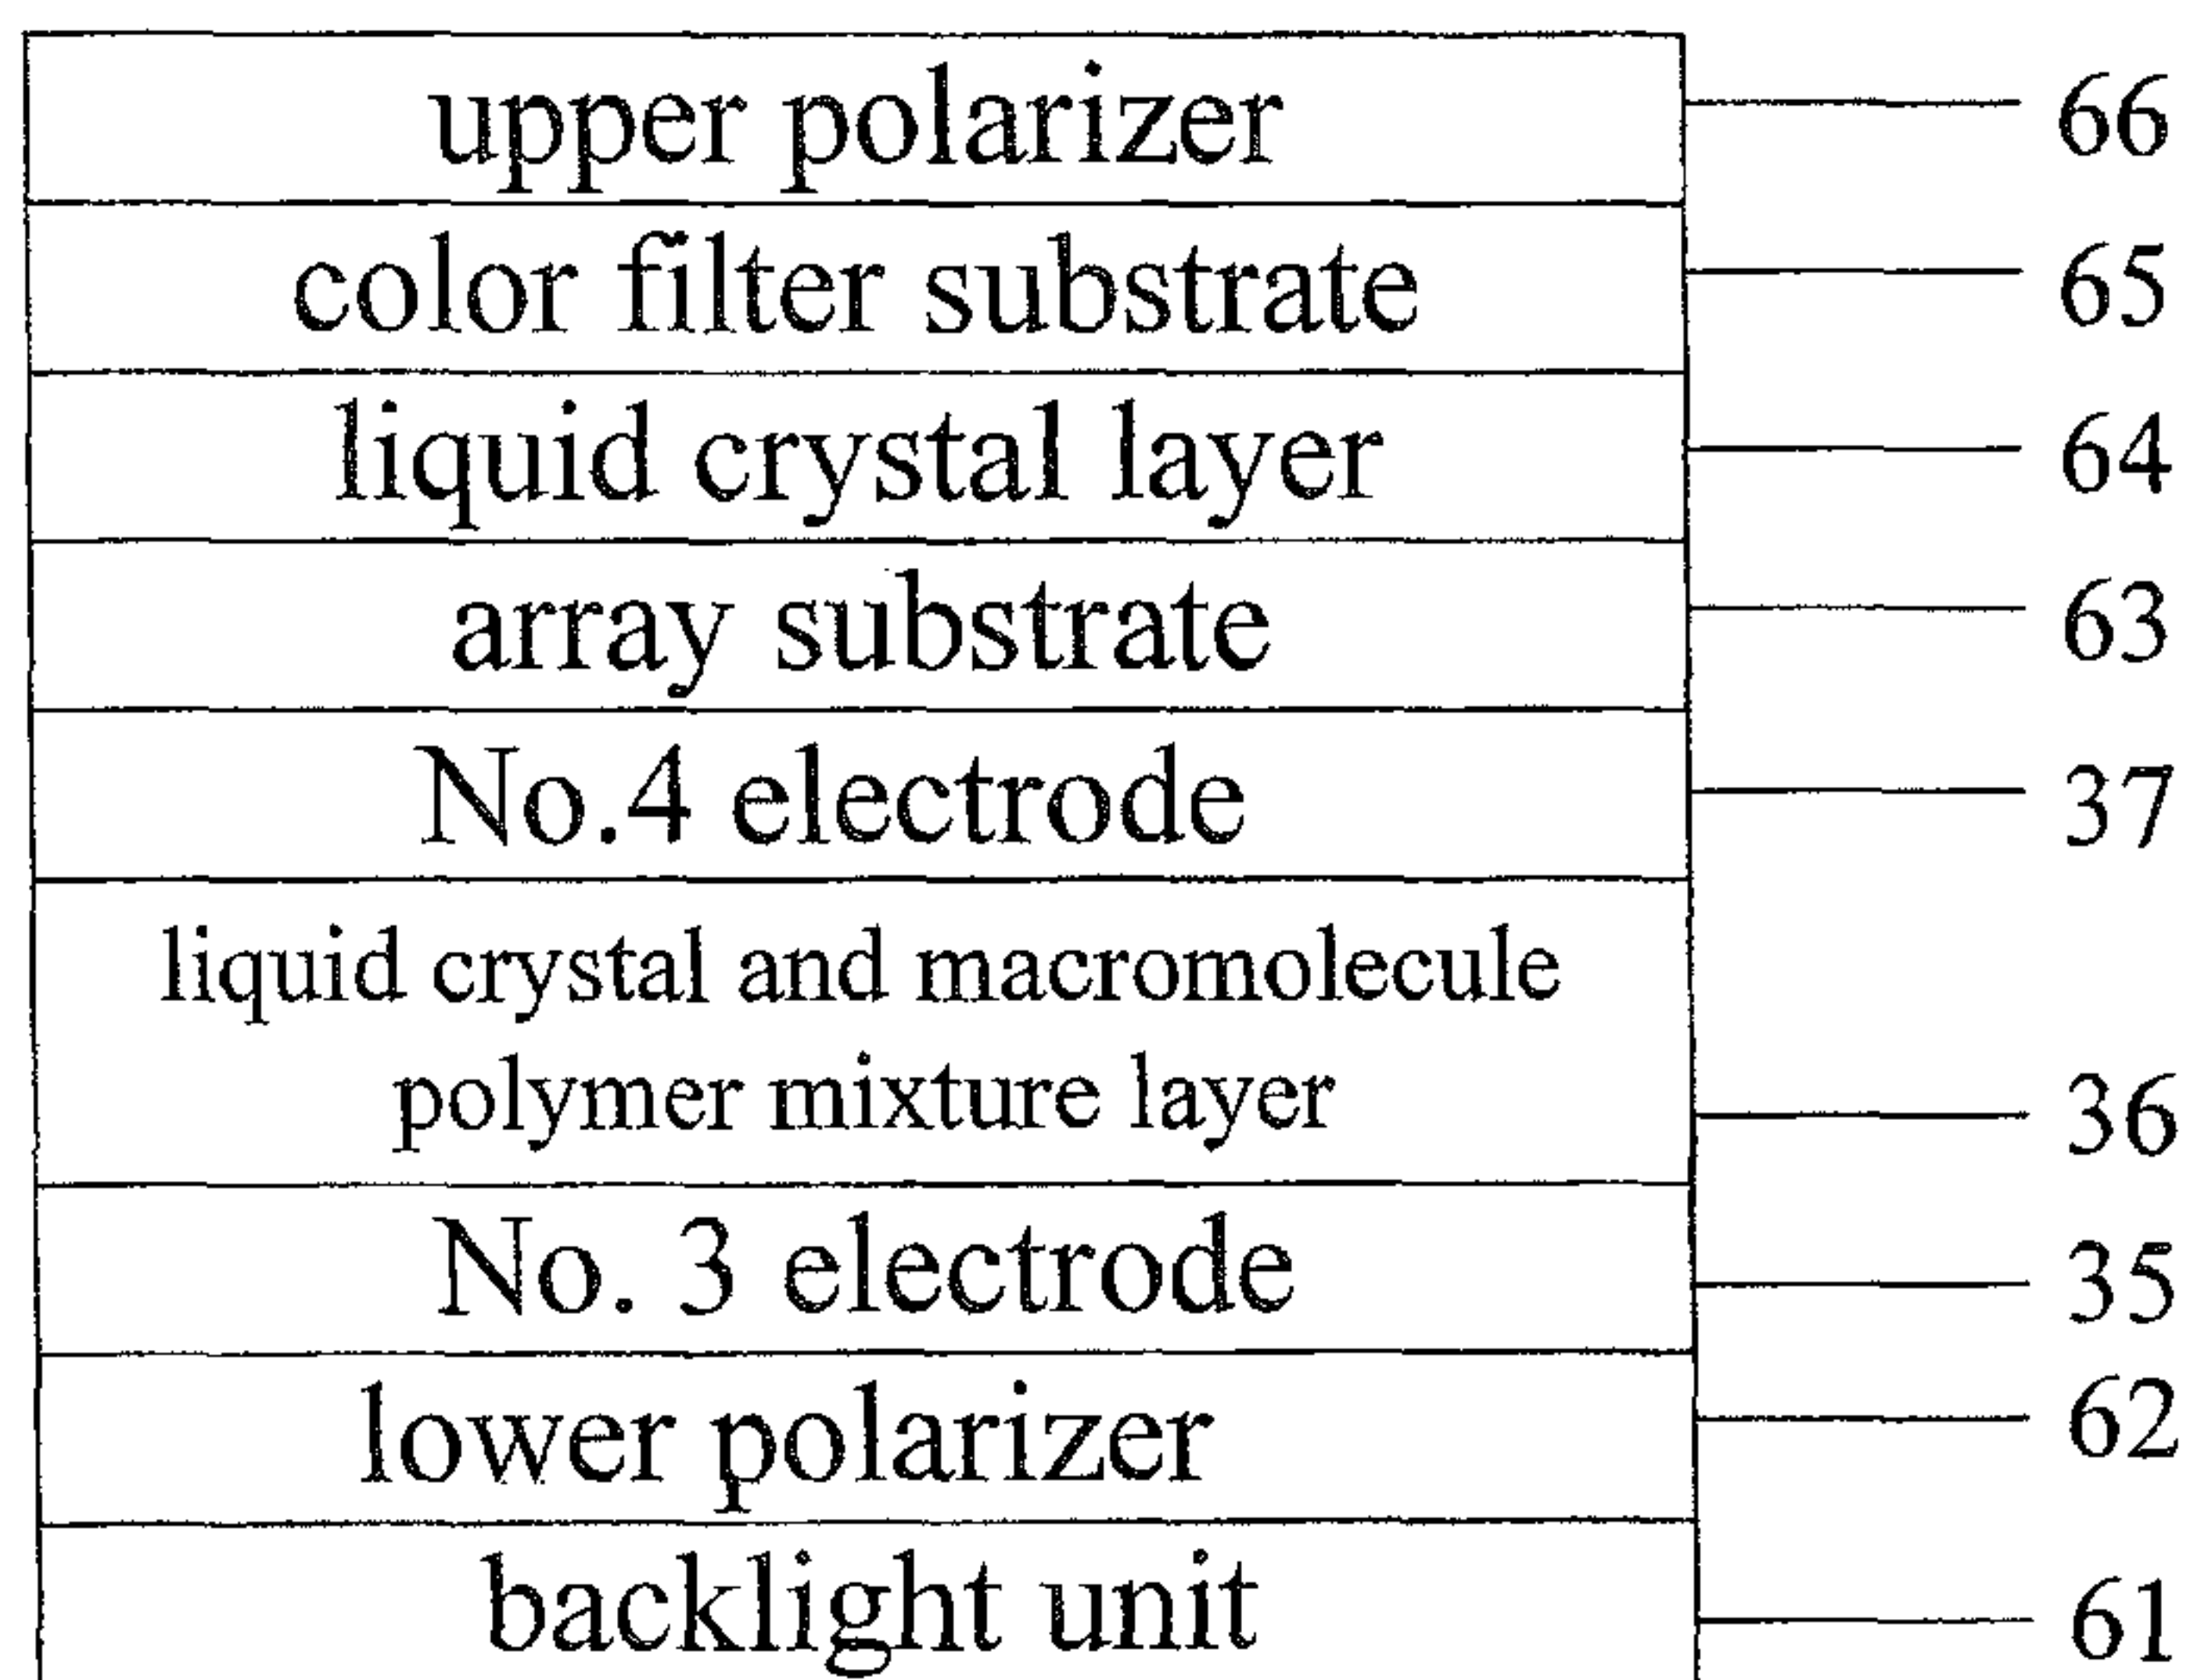 upper polarizer 66
color filter substrate 65
liquid crystal layer 64
array substrate 63
No.4 electrode 37
liquid crystal and macromolecule
polymer mixture layer 36
No. 3 electrode 35
lower polarizer 62
backlight unit 61